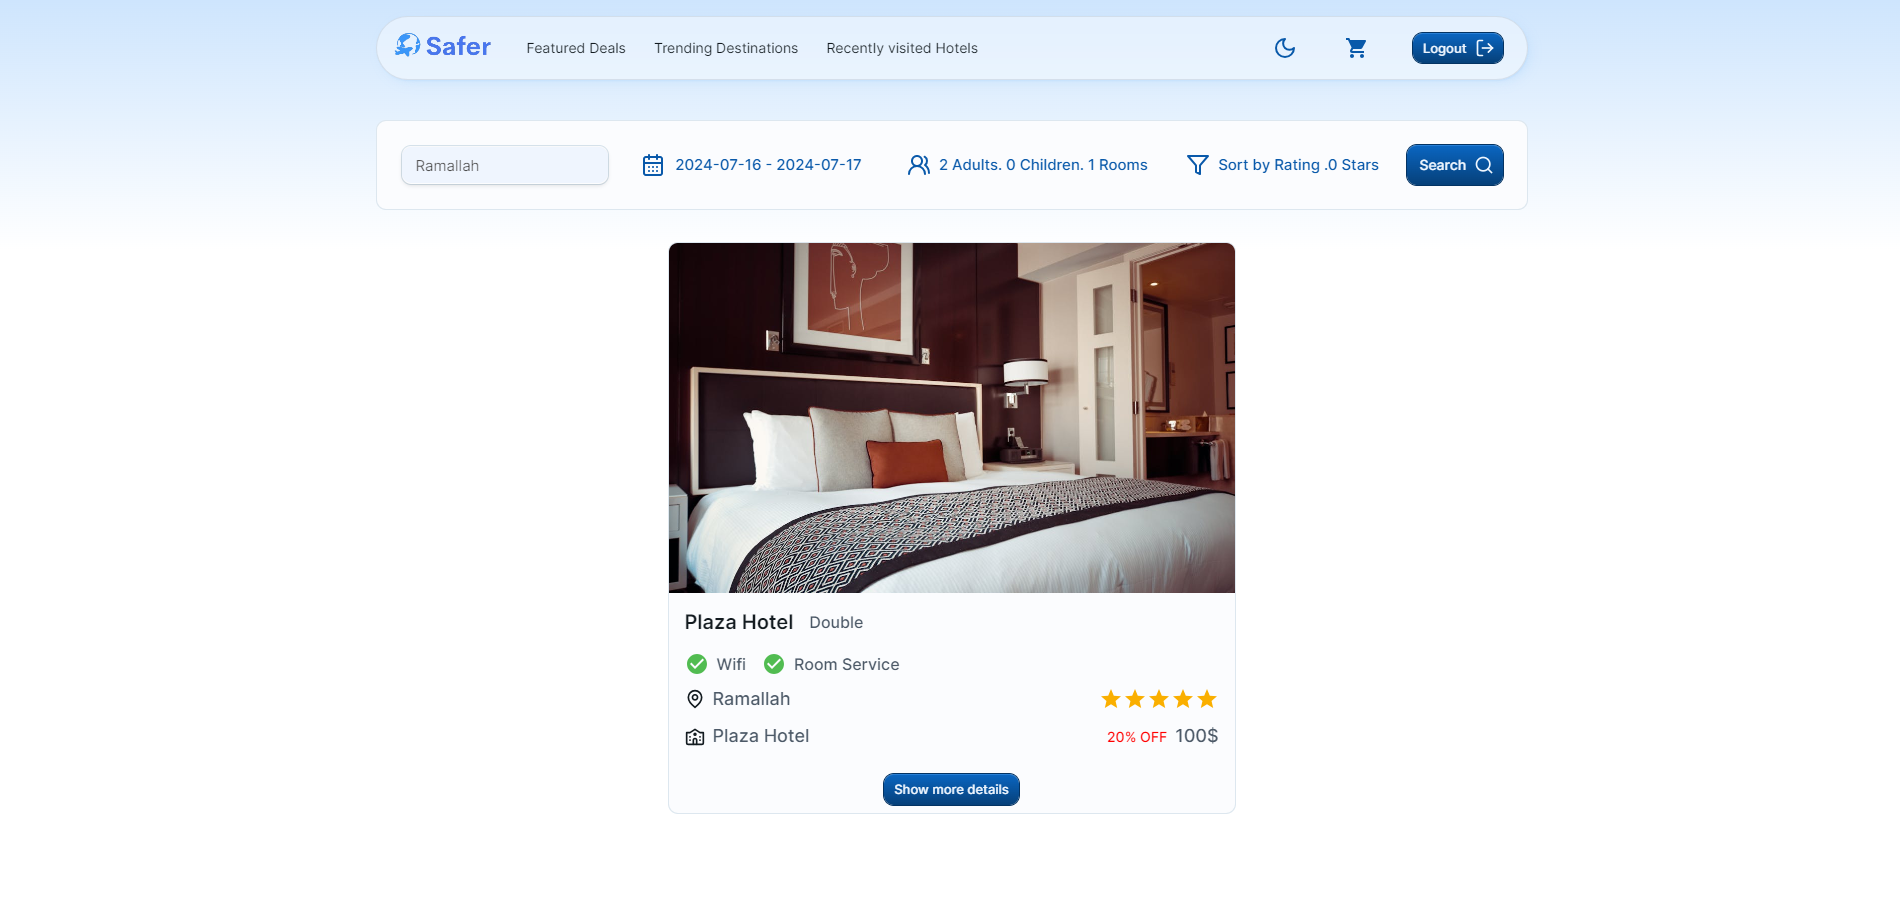 Safer
Featured Deals
Trending Destinations
Recently visited Hotels
Logout
Ramallah
2024-07-16 - 2024-07-17
2 Adults. 0 Children. 1 Rooms
Sort by Rating .0 Stars
Search
Plaza Hotel Double
Wifi Room Service
Ramallah
Plaza Hotel 20% OFF 100$
Show more details